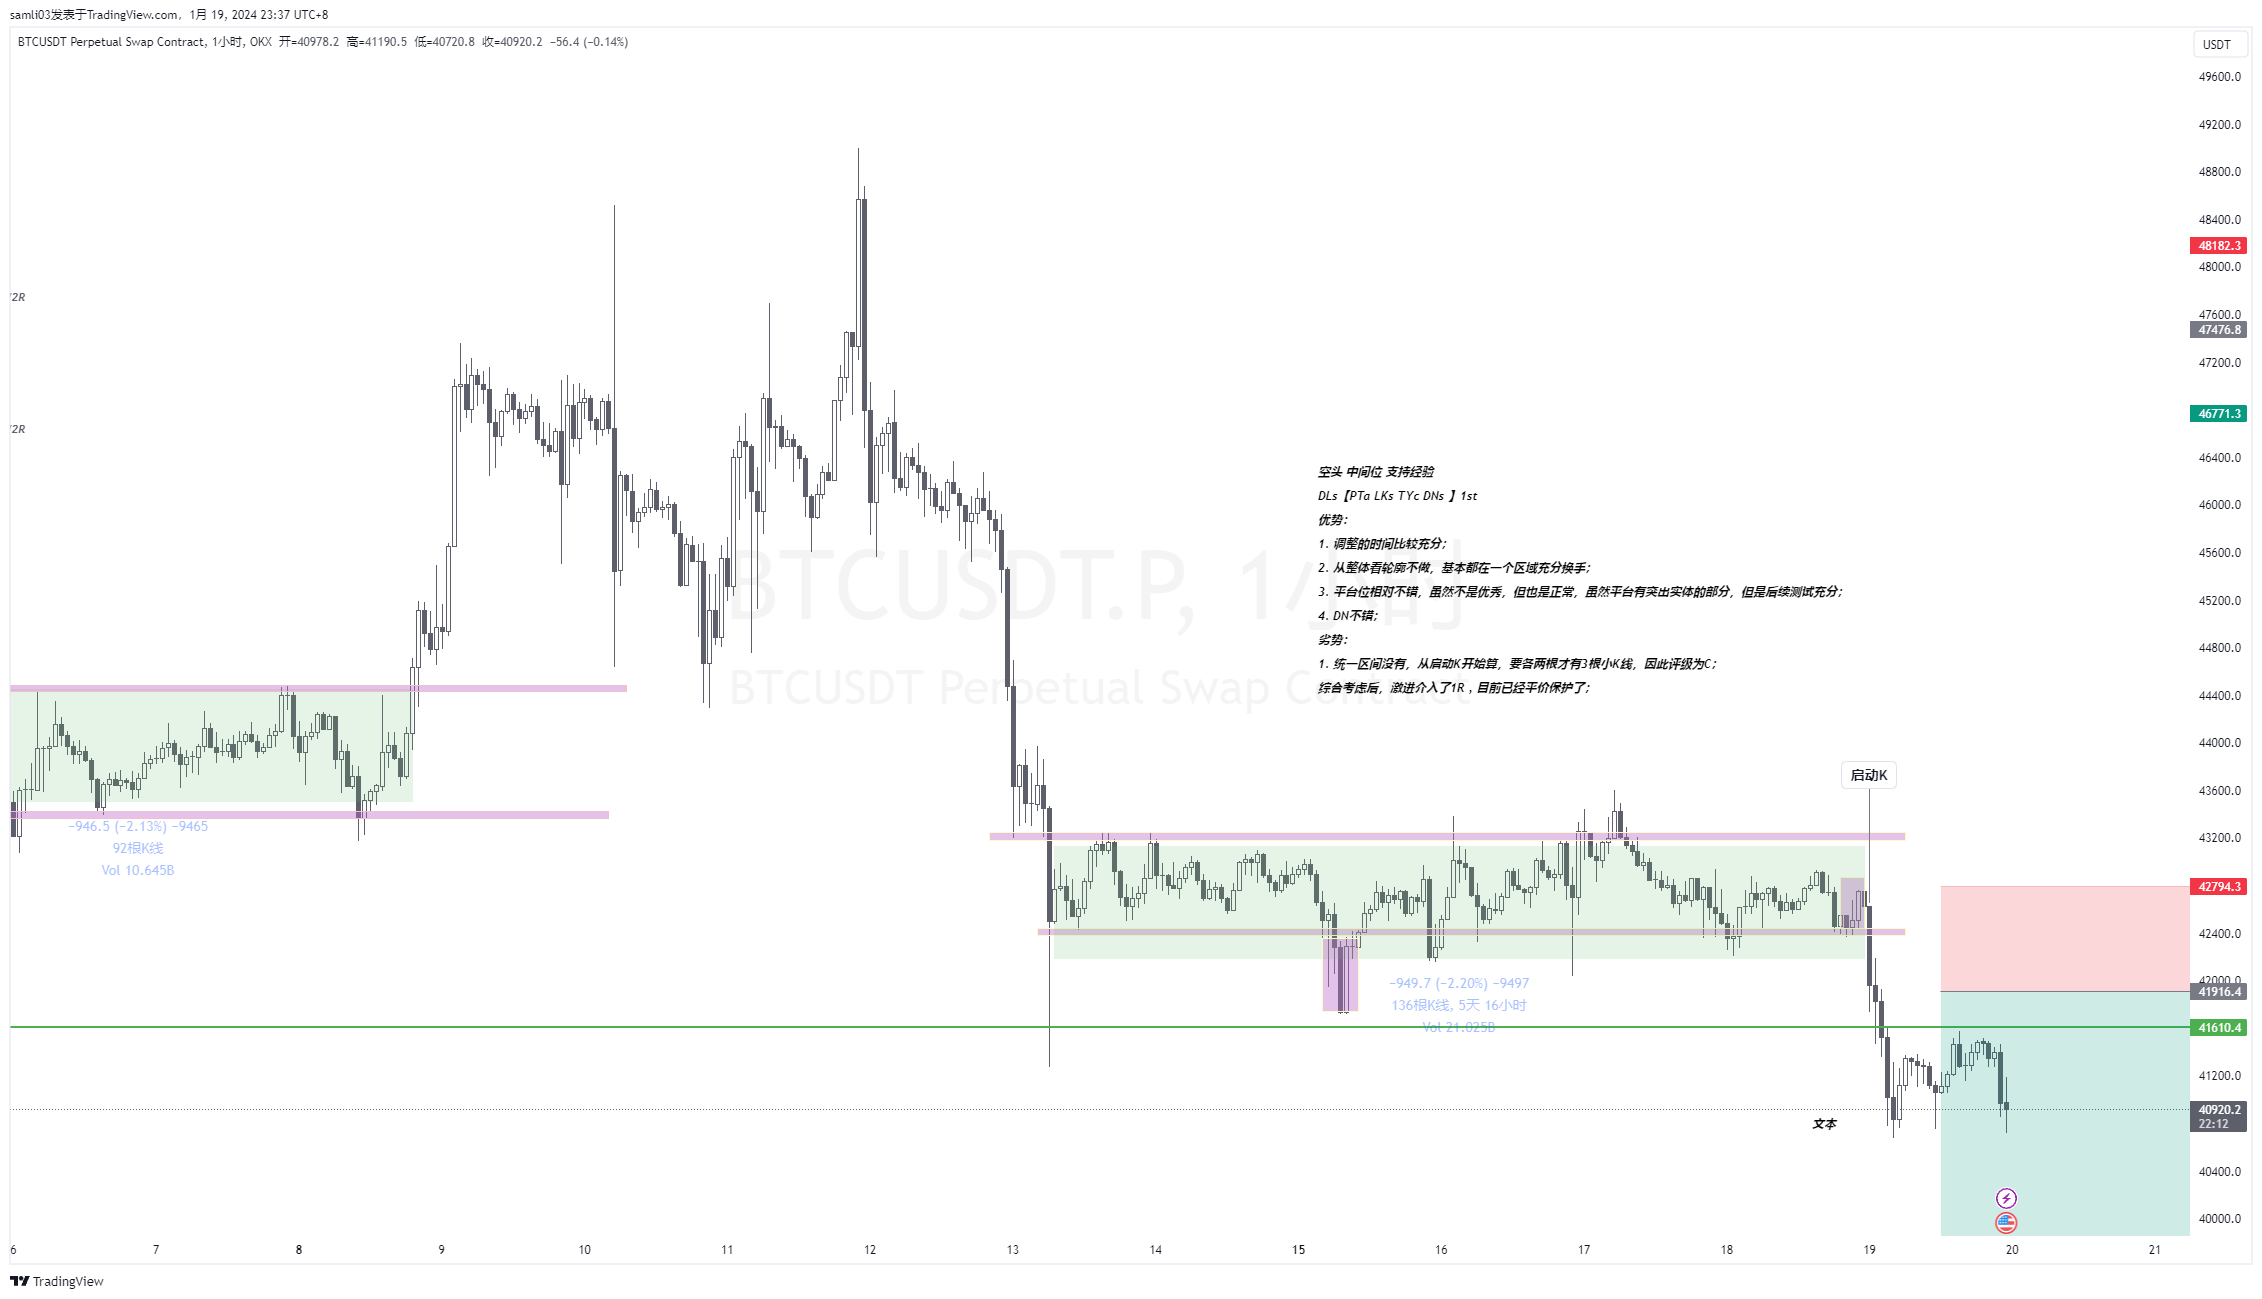 samli03发表于TradingView.com, 1月 19, 2024 23:37 UTC+8
BTCUSDT Perpetual Swap Contract, 1小时, OKX 开=40978.2 高=41190.5 低=40720.8 收=40920.2 −56.4 (−0.14%)
USDT
49600.0
49200.0
48800.0
48400.0
48182.3
48000.0
47600.0
47476.8
47200.0
46771.3
46400.0
46000.0
45600.0
45200.0
44800.0
44400.0
44000.0
43600.0
43200.0
42794.3
42400.0
42000.0
41916.4
41610.4
41200.0
40920.2
22:12
40400.0
40000.0
/2R
/2R
BTCUSDT.P, 1小时
BTCUSDT Perpetual Swap Contract
空头 中间位 支持经验
DLs【PTa LKs TYc DNs 】1st
优势：
1. 调整的时间比较充分；
2. 从整体看轮廓不做，基本都在一个区域充分换手；
3. 平台位相对不错，虽然不是优秀，但也是正常，虽然平台有突出实体的部分，但是后续测试充分；
4. DN不错；
劣势：
1. 统一区间没有，从启动K开始算，要各两根才有3根小K线，因此评级为C；
综合考虑后，激进介入了1R，目前已经平价保护了；
启动K
−946.5 (−2.13%) −9465
92根K线
Vol 10.645B
−949.7 (−2.20%) −9497
136根K线, 5天 16小时
Vol 21.025B
文本
6 7 8 9 10 11 12 13 14 15 16 17 18 19 20 21
TradingView